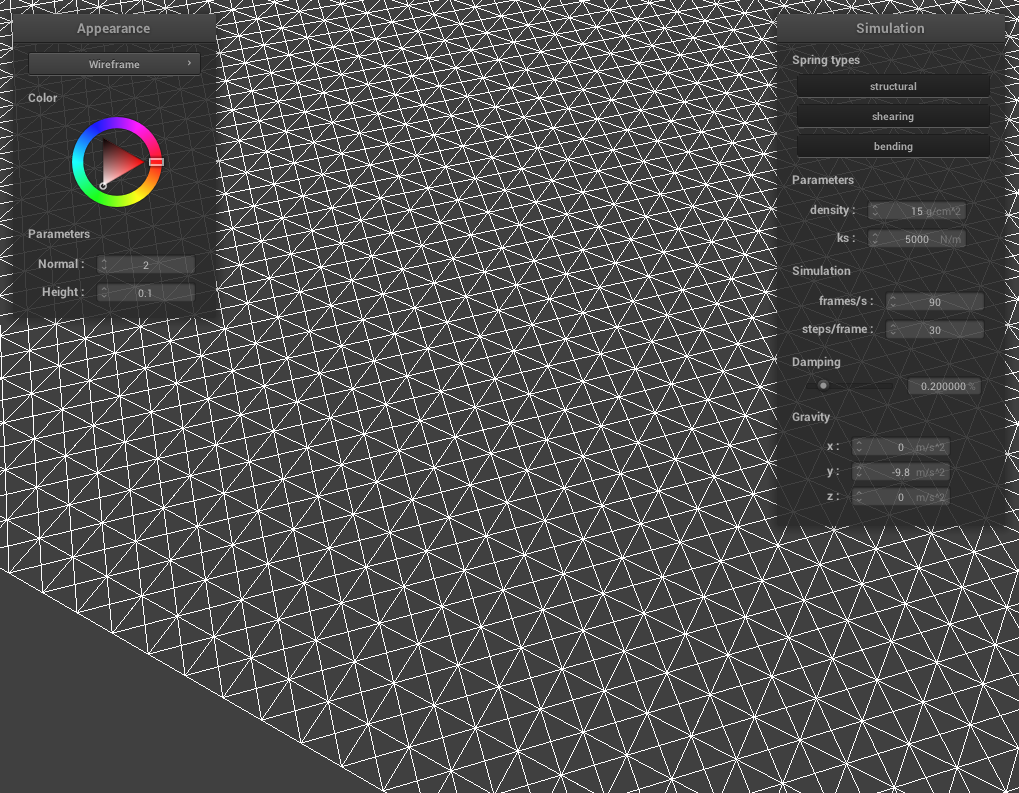 Appearance
Wireframe ›
Color
Parameters
Normal : 2
Height : 0.1
Simulation
Spring types
structural
shearing
bending
Parameters
density : 15 g/cm^2
ks : 5000 N/m
Simulation
frames/s : 90
steps/frame : 30
Damping
0.200000 %
Gravity
x : 0 m/s^2
y : -9.8 m/s^2
z : 0 m/s^2